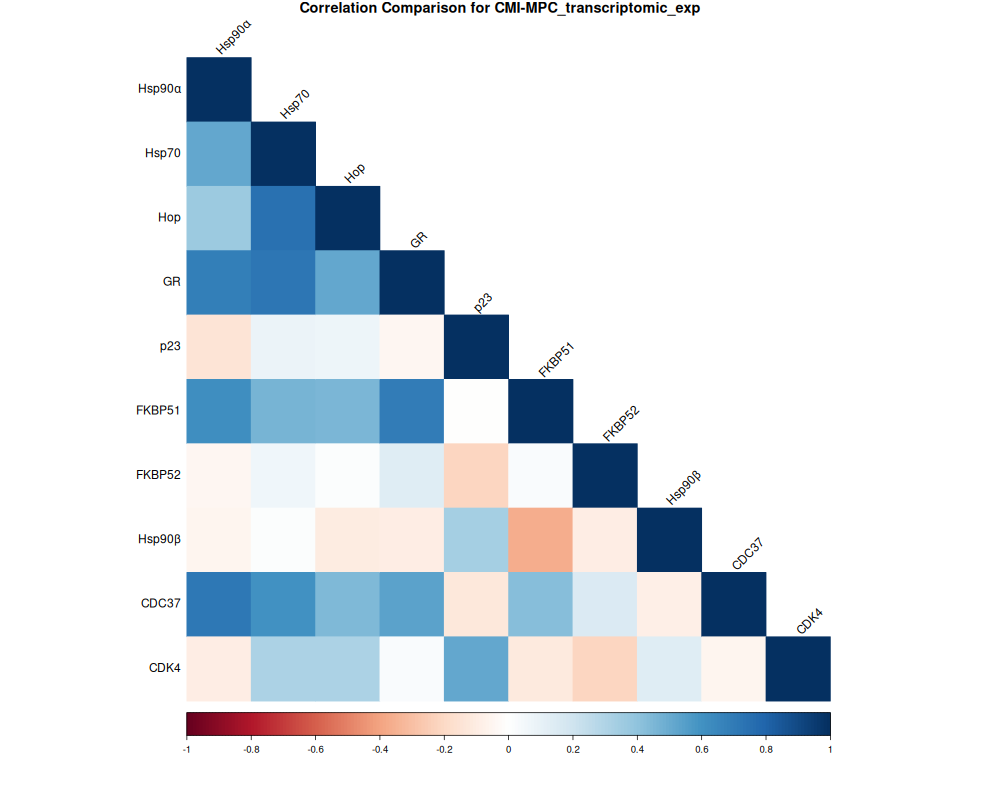 Correlation Comparison for CMI-MPC_transcriptomic_exp
Hsp90α
Hsp90α
Hsp70
Hsp70
Hop
Hop
GR
GR
p23
p23
FKBP51
FKBP51
FKBP52
FKBP52
Hsp90β
Hsp90β
CDC37
CDC37
CDK4
CDK4
-1 -0.8 -0.6 -0.4 -0.2 0 0.2 0.4 0.6 0.8 1